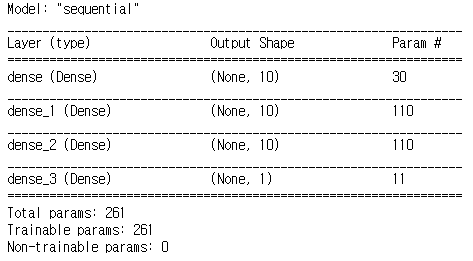 Model: "sequential"
_________________________________________________________________
Layer (type) Output Shape Param #
=================================================================
dense (Dense) (None, 10) 30
_________________________________________________________________
dense_1 (Dense) (None, 10) 110
_________________________________________________________________
dense_2 (Dense) (None, 10) 110
_________________________________________________________________
dense_3 (Dense) (None, 1) 11
=================================================================
Total params: 261
Trainable params: 261
Non-trainable params: 0